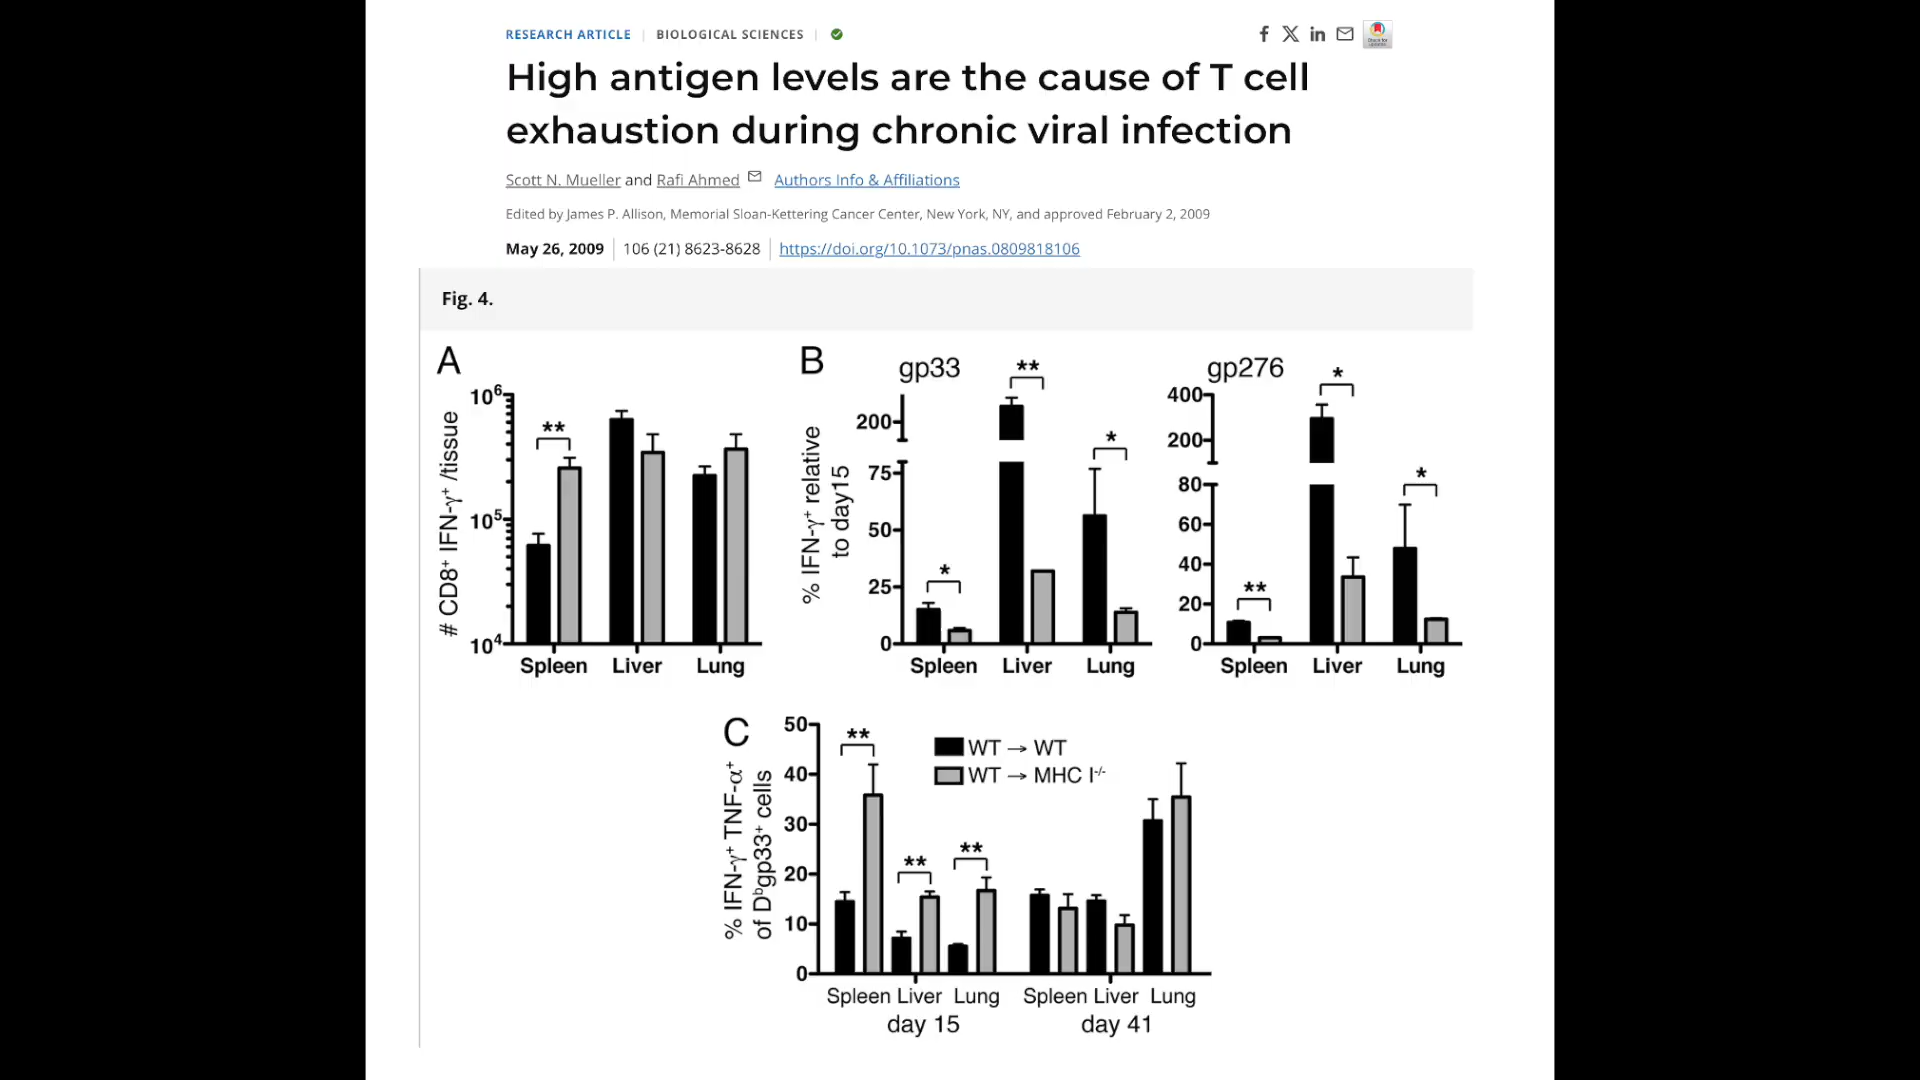 RESEARCH ARTICLE | BIOLOGICAL SCIENCES |
High antigen levels are the cause of T cell
exhaustion during chronic viral infection
Scott N. Mueller and Rafi Ahmed Authors Info & Affiliations
Edited by James P. Allison, Memorial Sloan-Kettering Cancer Center, New York, NY, and approved February 2, 2009
May 26, 2009 | 106 (21) 8623-8628 | https://doi.org/10.1073/pnas.0809818106
Fig. 4.
A
# CD8⁺ IFN-γ⁺ /tissue
10⁶
10⁵
10⁴
**
Spleen Liver Lung
B
% IFN-γ⁺ relative
to day15
gp33
200
75
50
25
0
*
**
*
Spleen Liver Lung
gp276
400
200
80
60
40
20
0
**
*
*
Spleen Liver Lung
C
% IFN-γ⁺ TNF-α⁺
of Dᵇgp33⁺ cells
50
40
30
20
10
0
**
**
**
WT → WT
WT → MHC I⁻/⁻
Spleen Liver Lung Spleen Liver Lung
day 15 day 41